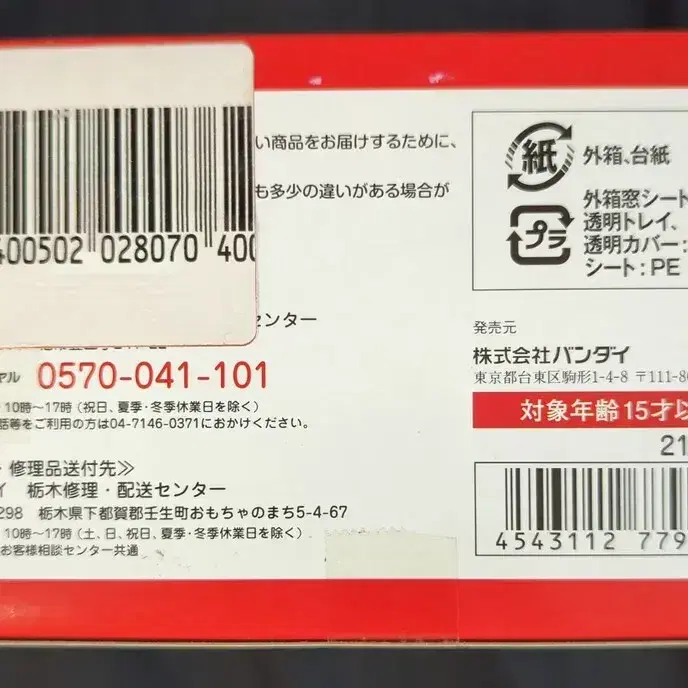 い商品をお届けするために、
も多少の違いがある場合が
400502 028070 400
センター
ヤル 0570-041-101
10時~17時(祝日、夏季・冬季休業日を除く)
話等をご利用の方は04-7146-0371におかけください。
・修理品送付先≫
イ 栃木修理・配送センター
298 栃木県下都賀郡壬生町おもちゃのまち5-4-67
10時~17時(土、日、祝日、夏季・冬季休業日を除く)
お客様相談センター共通
紙 外箱、台紙
プラ 外箱窓シート
透明トレイ、
透明カバー:
シート:PE
発売元
株式会社バンダイ
東京都台東区駒形1-4-8 〒111-8
対象年齢15才以
21
4543112 779